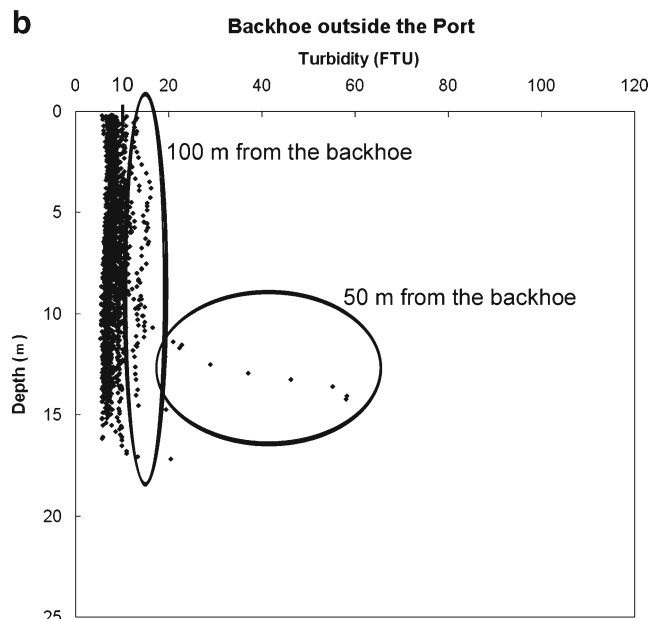 b
Backhoe outside the Port
Turbidity (FTU)
0 10 20 40 60 80 100 120
0
100 m from the backhoe
5
10
50 m from the backhoe
Depth (m)
15
20
25